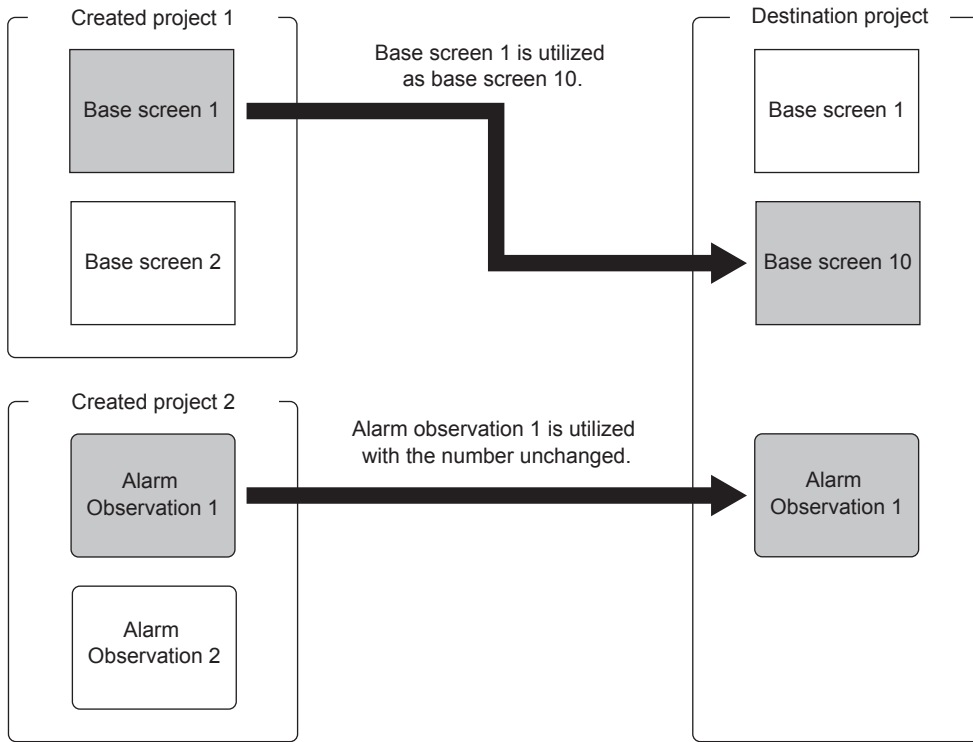 Created project 1
Base screen 1
Base screen 2
Base screen 1 is utilized
as base screen 10.
Destination project
Base screen 1
Base screen 10
Created project 2
Alarm
Observation 1
Alarm
Observation 2
Alarm observation 1 is utilized
with the number unchanged.
Alarm
Observation 1